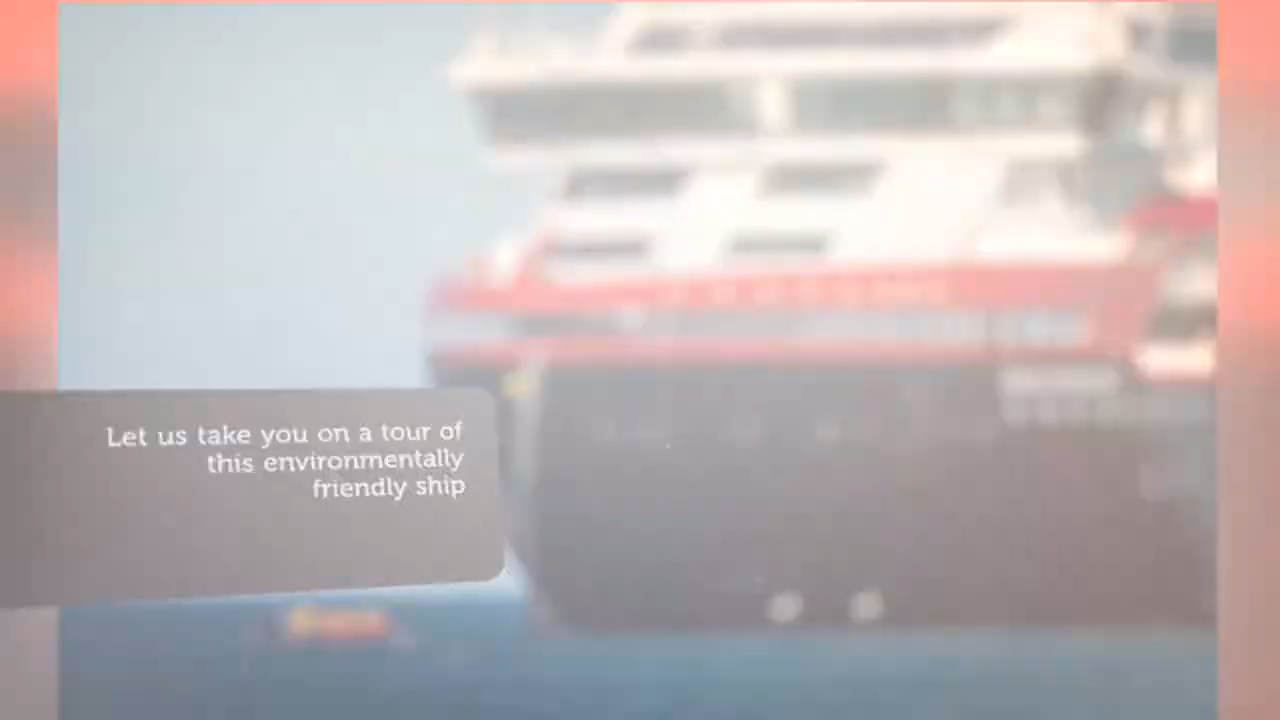 Let us take you on a tour of
this environmentally
friendly ship